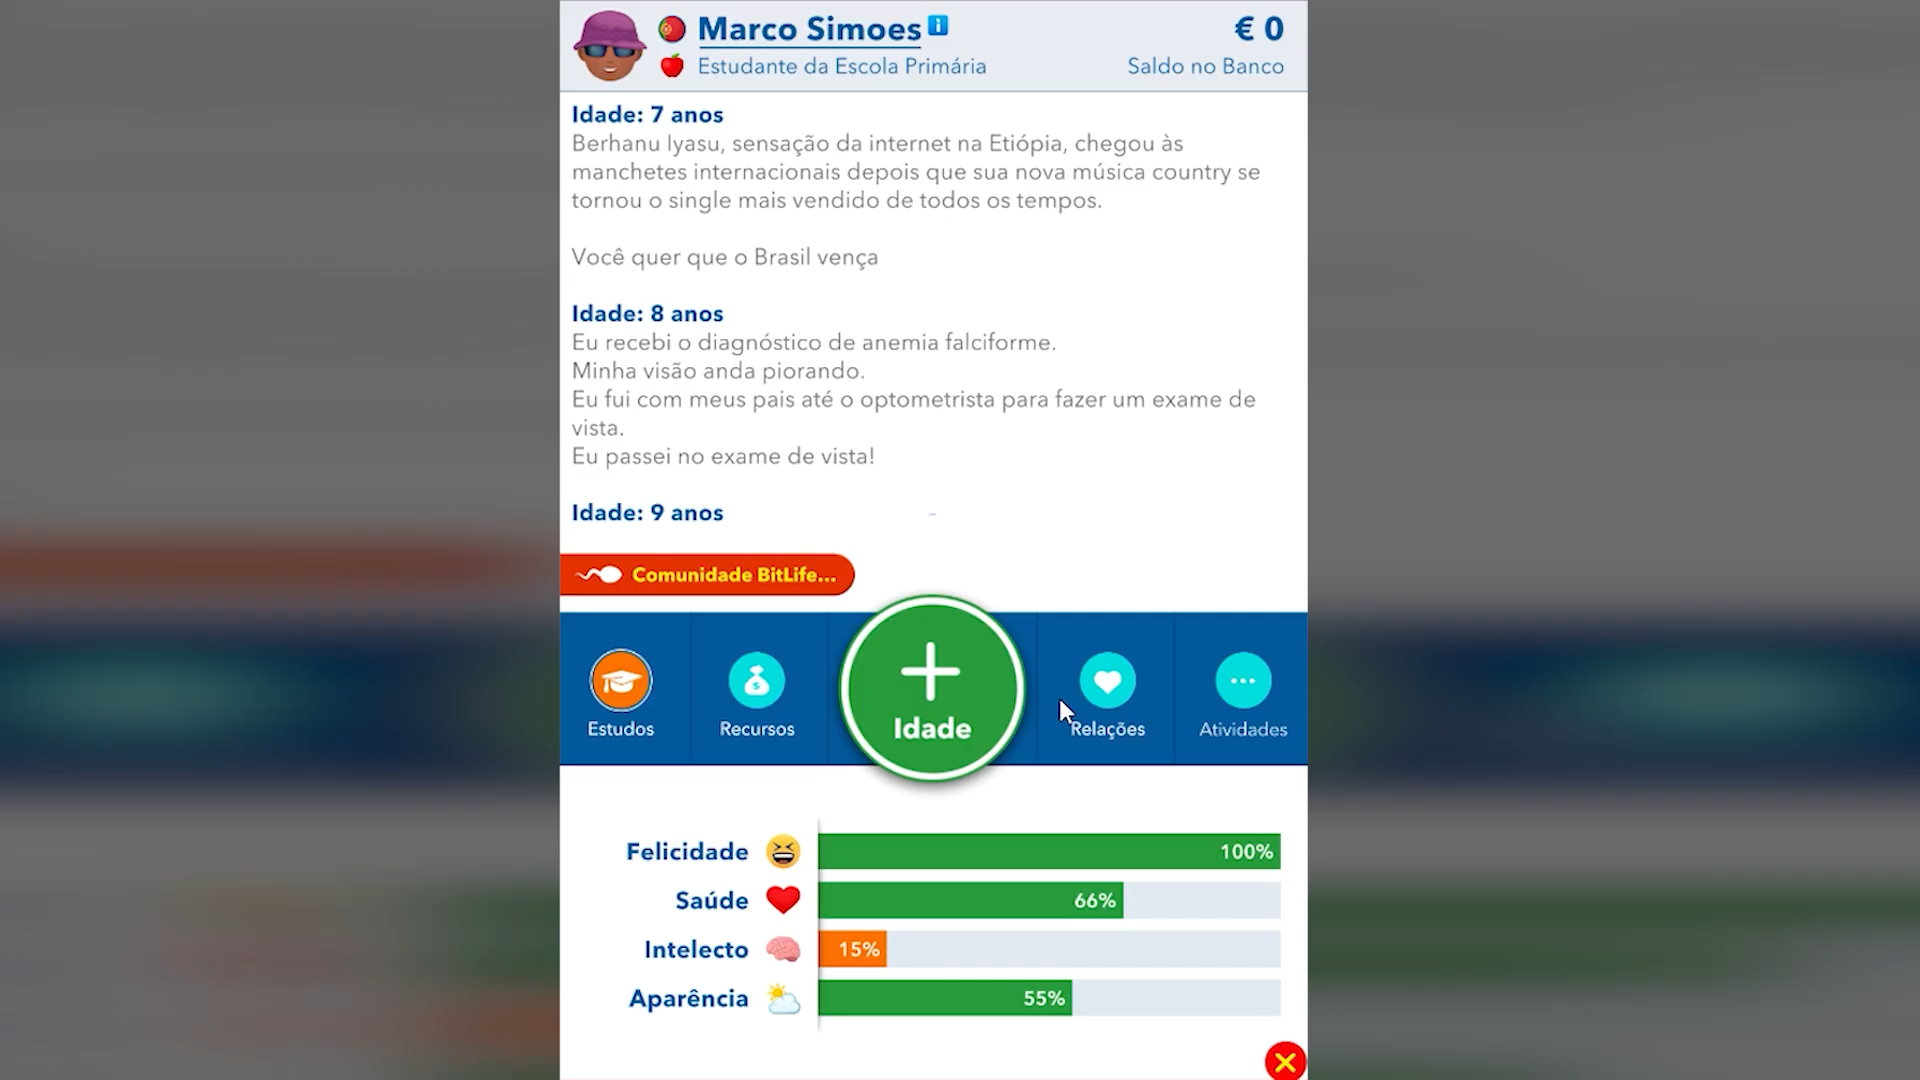 Marco Simoes
€ 0
Estudante da Escola Primária
Saldo no Banco
Idade: 7 anos
Berhanu Iyasu, sensação da internet na Etiópia, chegou às
manchetes internacionais depois que sua nova música country se
tornou o single mais vendido de todos os tempos.
Você quer que o Brasil vença
Idade: 8 anos
Eu recebi o diagnóstico de anemia falciforme.
Minha visão anda piorando.
Eu fui com meus pais até o optometrista para fazer um exame de
vista.
Eu passei no exame de vista!
Idade: 9 anos
Comunidade BitLife...
Estudos
Recursos
Idade
Relações
Atividades
Felicidade
100%
Saúde
66%
Intelecto
15%
Aparência
55%